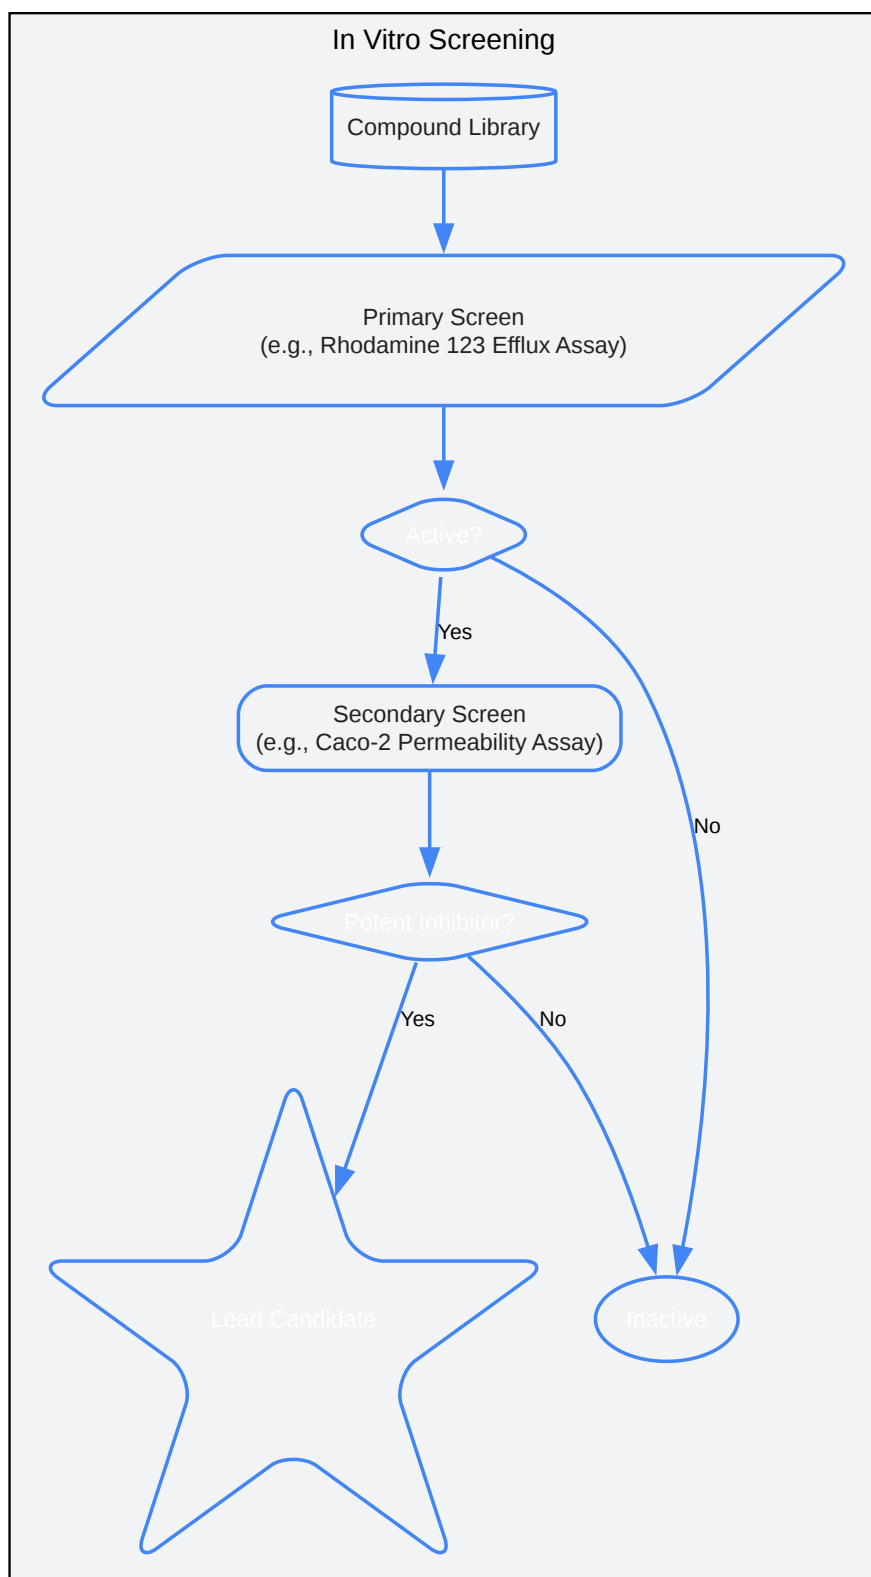 In Vitro Screening
Compound Library
Primary Screen
(e.g., Rhodamine 123 Efflux Assay)
Active?
Yes
Secondary Screen
(e.g., Caco-2 Permeability Assay)
No
Potent Inhibitor?
Yes
No
Lead Candidate
Inactive